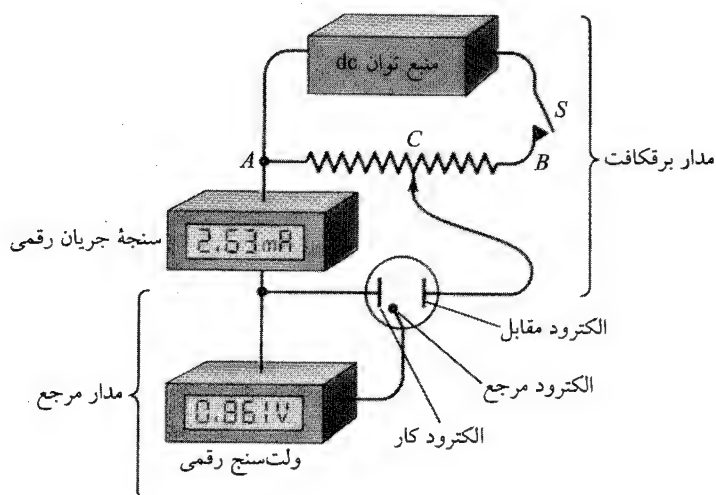 منبع توان dc
S
C
A
B
مدار برقکافت
سنجهٔ جریان رقمی
2.63mA
الکترود مقابل
الکترود مرجع
الکترود کار
مدار مرجع
0.861V
ولت‌سنج رقمی